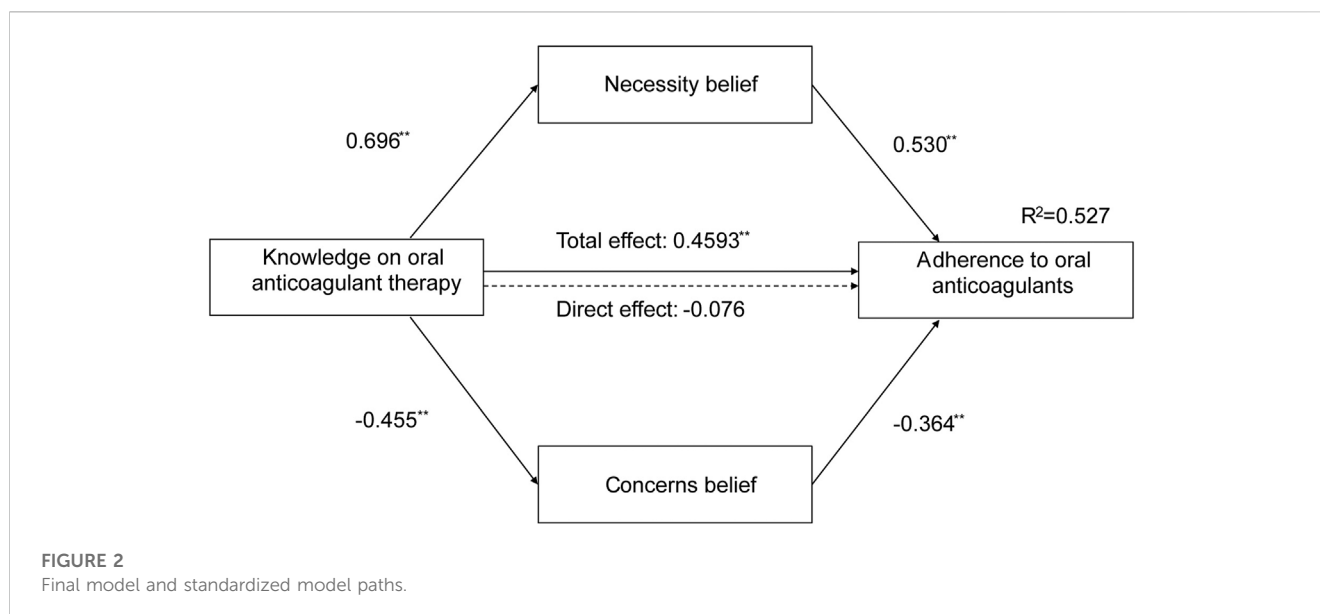 Necessity belief
0.696**
0.530**
R²=0.527
Total effect: 0.4593**
Knowledge on oral
anticoagulant therapy
Adherence to oral
anticoagulants
Direct effect: -0.076
-0.455**
-0.364**
Concerns belief
FIGURE 2
Final model and standardized model paths.